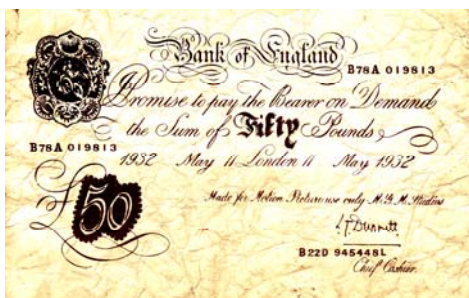 Bank of England
B78A 019813
Promise to pay the Bearer on Demand
the Sum of Fifty Pounds
B78A 019813
1932 May 11 London 11 May 1932
£50
Made for Motion Picture use only M.G.M. Studios
B22D 945448L
Chief Cashier.